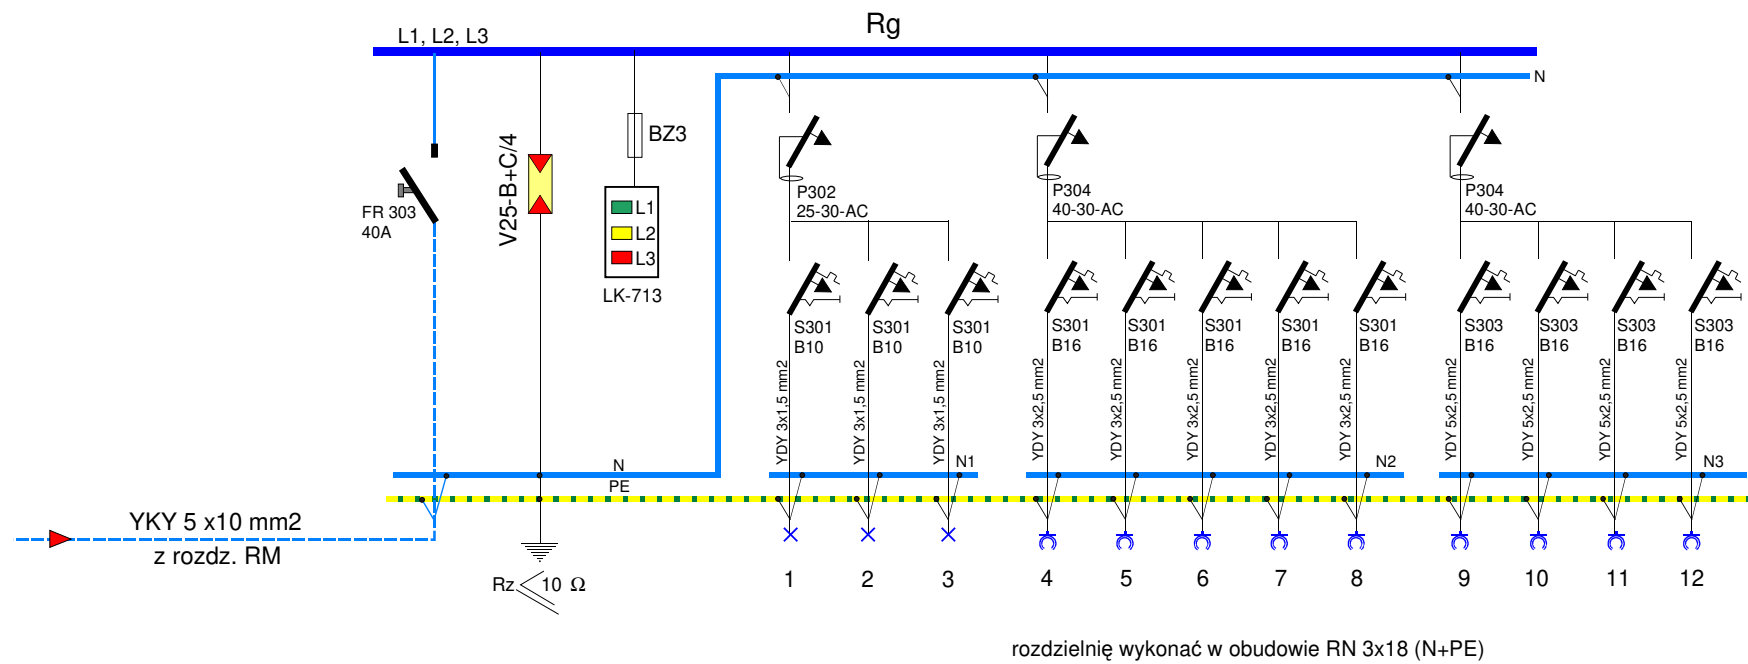 Rg
L1, L2, L3
N
BZ3
V25-B+C/4
P302
25-30-AC
P304
40-30-AC
P304
40-30-AC
FR 303
40A
L1
L2
L3
LK-713
S301
B10
S301
B10
S301
B10
S301
B16
S301
B16
S301
B16
S301
B16
S301
B16
S303
B16
S303
B16
S303
B16
S303
B16
YDY 3x1,5 mm2
YDY 3x1,5 mm2
YDY 3x1,5 mm2
YDY 3x2,5 mm2
YDY 3x2,5 mm2
YDY 3x2,5 mm2
YDY 3x2,5 mm2
YDY 3x2,5 mm2
YDY 5x2,5 mm2
YDY 5x2,5 mm2
YDY 5x2,5 mm2
YDY 5x2,5 mm2
N
PE
N1
N2
N3
YKY 5 x10 mm2
z rozdz. RM
Rz < 10 Ω
1 2 3 4 5 6 7 8 9 10 11 12
rozdzielnię wykonać w obudowie RN 3x18 (N+PE)